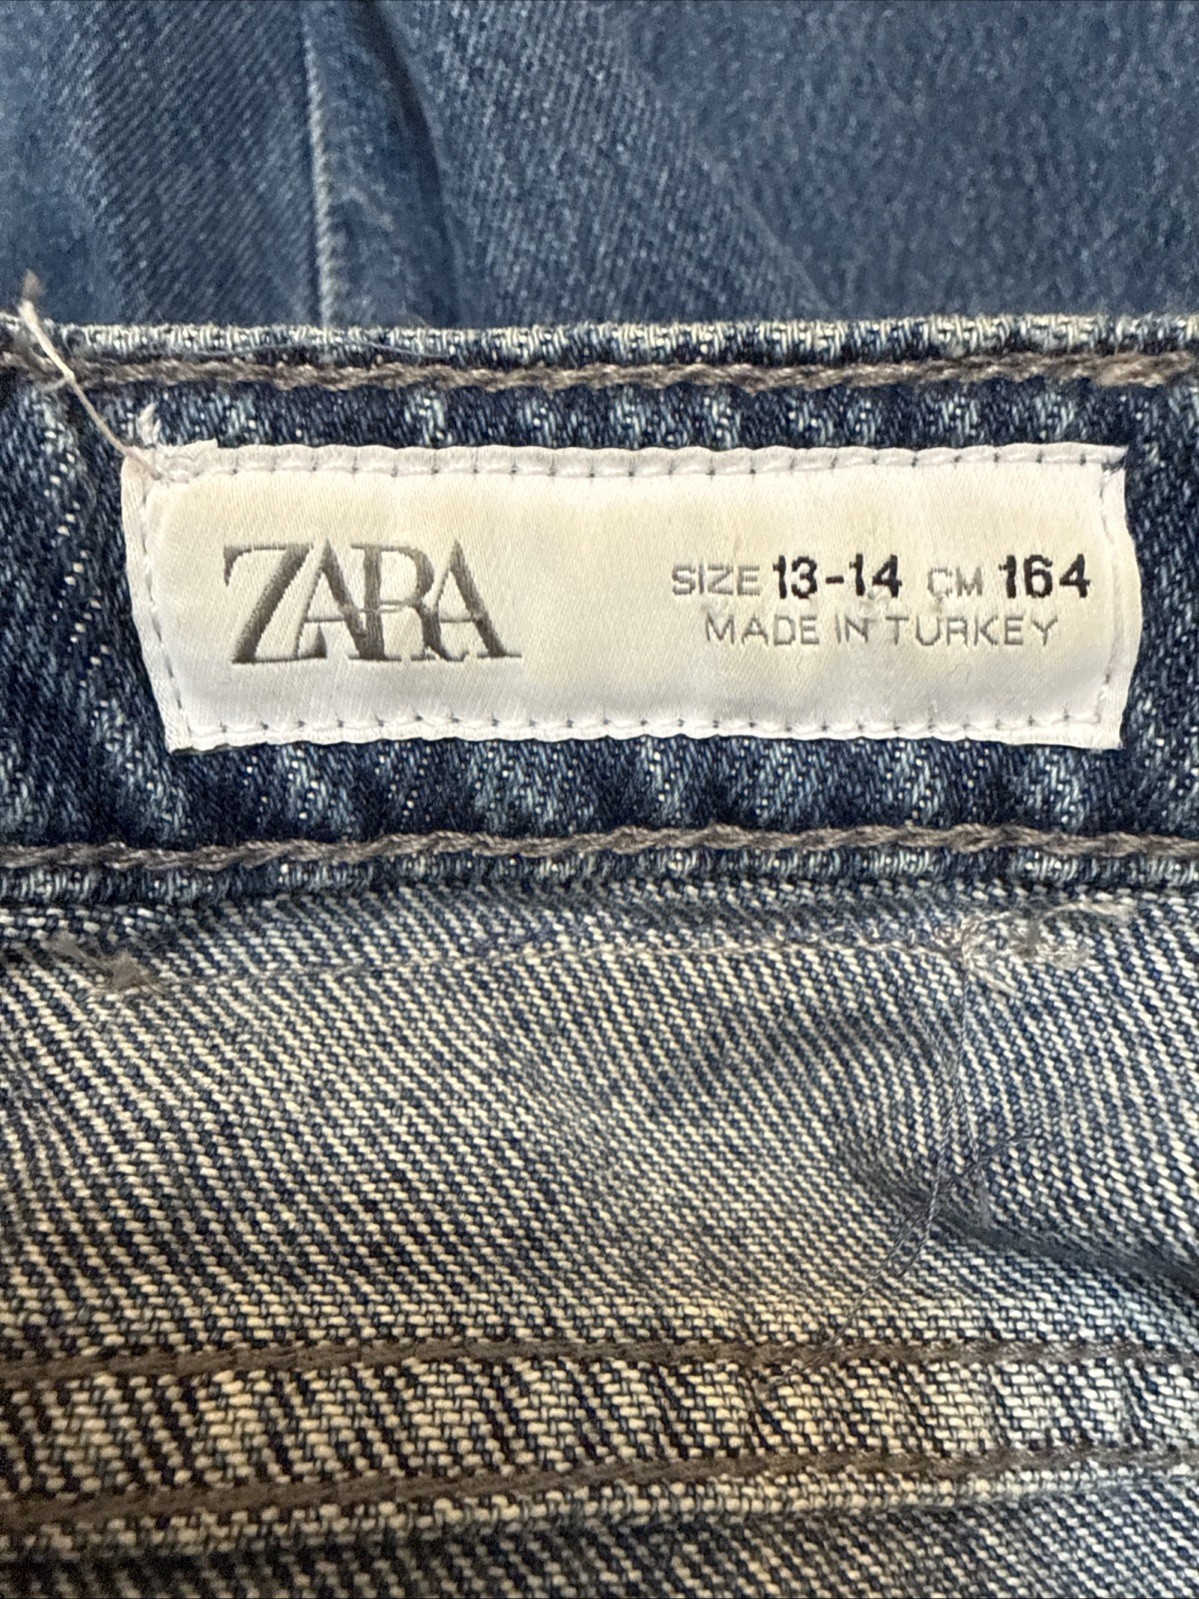 ZARA
SIZE 13-14 CM 164
MADE IN TURKEY